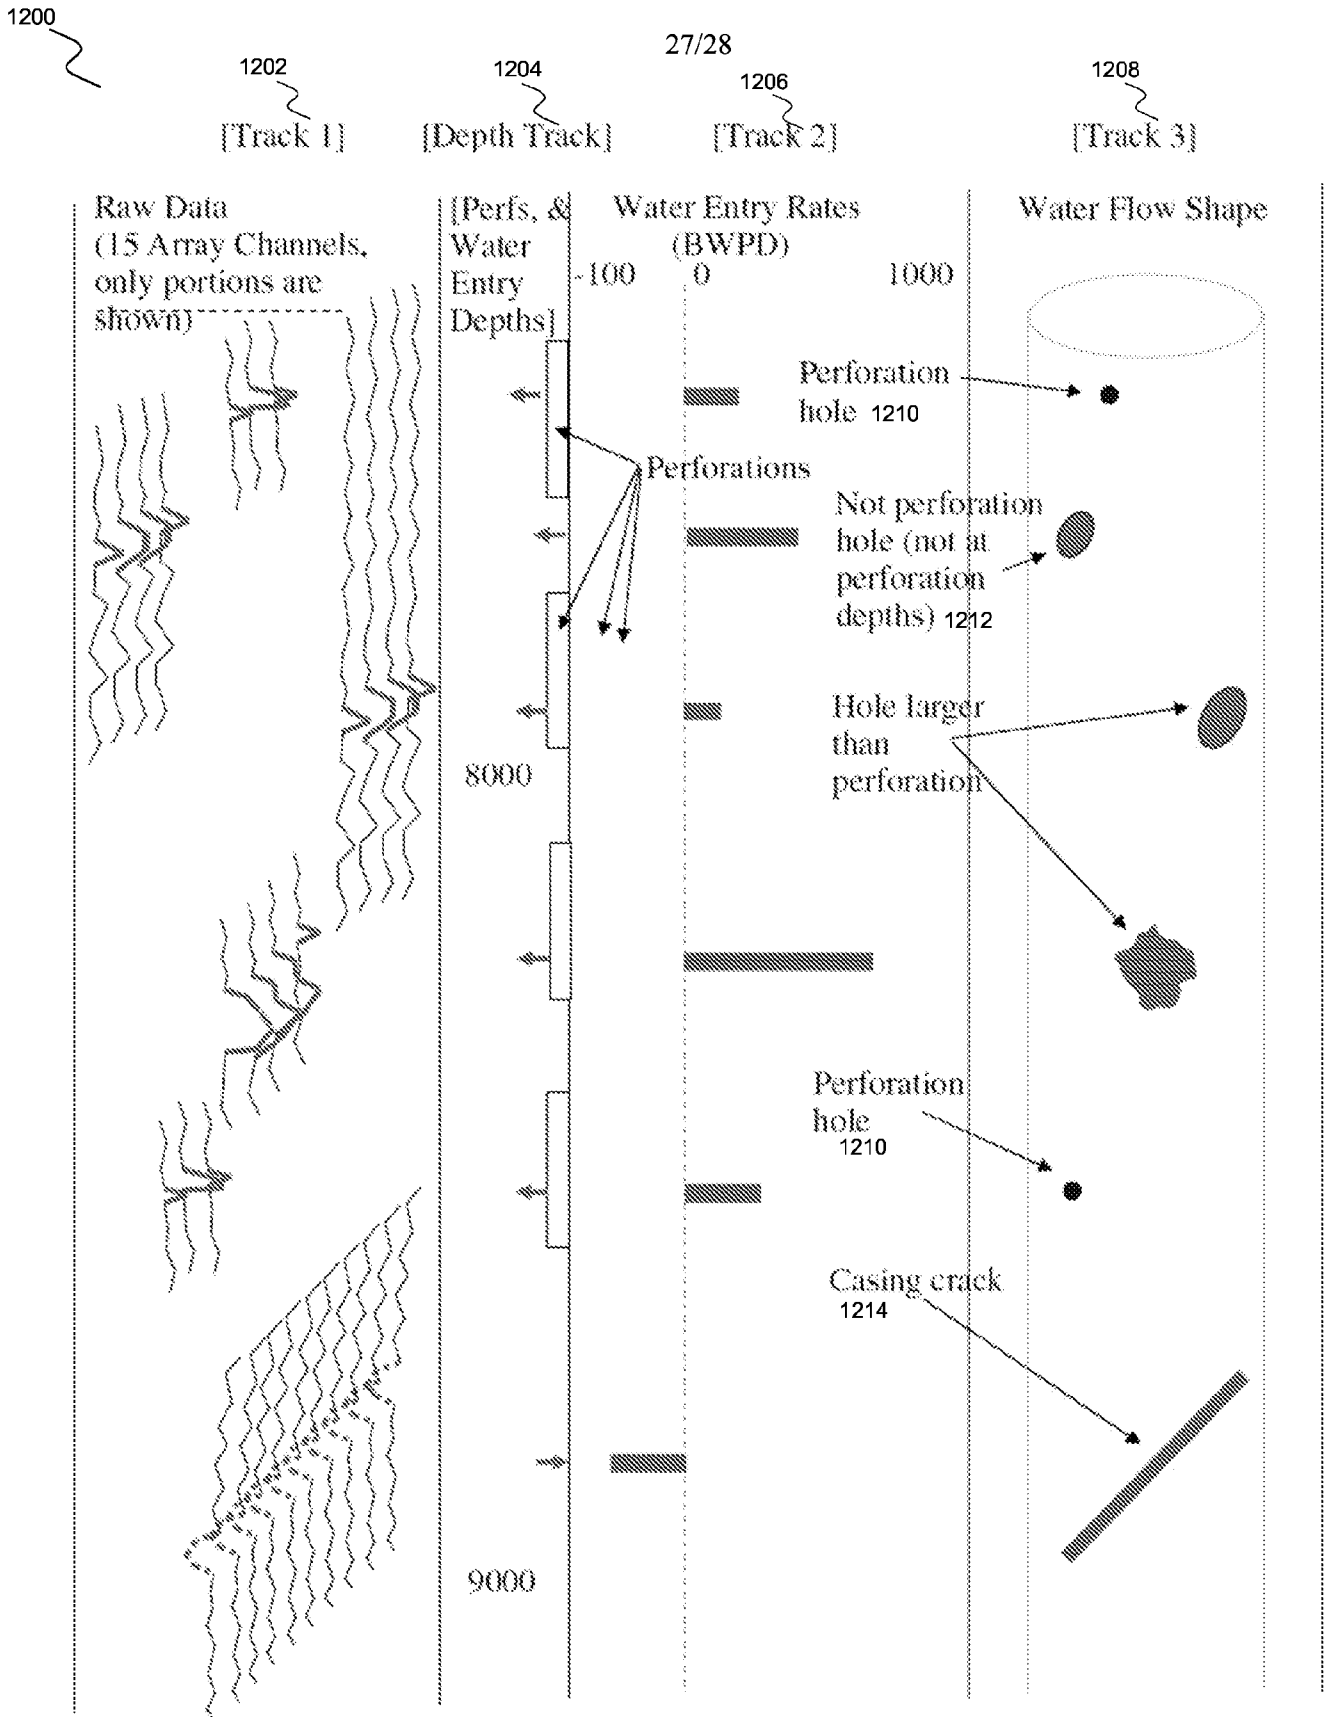 1200
27/28
1202
1204
1206
1208
[Track 1]
[Depth Track]
[Track 2]
[Track 3]
Raw Data
(15 Array Channels,
only portions are
shown)
[Perfs, &
Water
Entry
Depths]
Water Entry Rates
(BWPD)
-100 0 1000
Water Flow Shape
Perforation
hole 1210
Perforations
Not perforation
hole (not at
perforation
depths) 1212
Hole larger
than
perforation
8000
Perforation
hole
1210
Casing crack
1214
9000